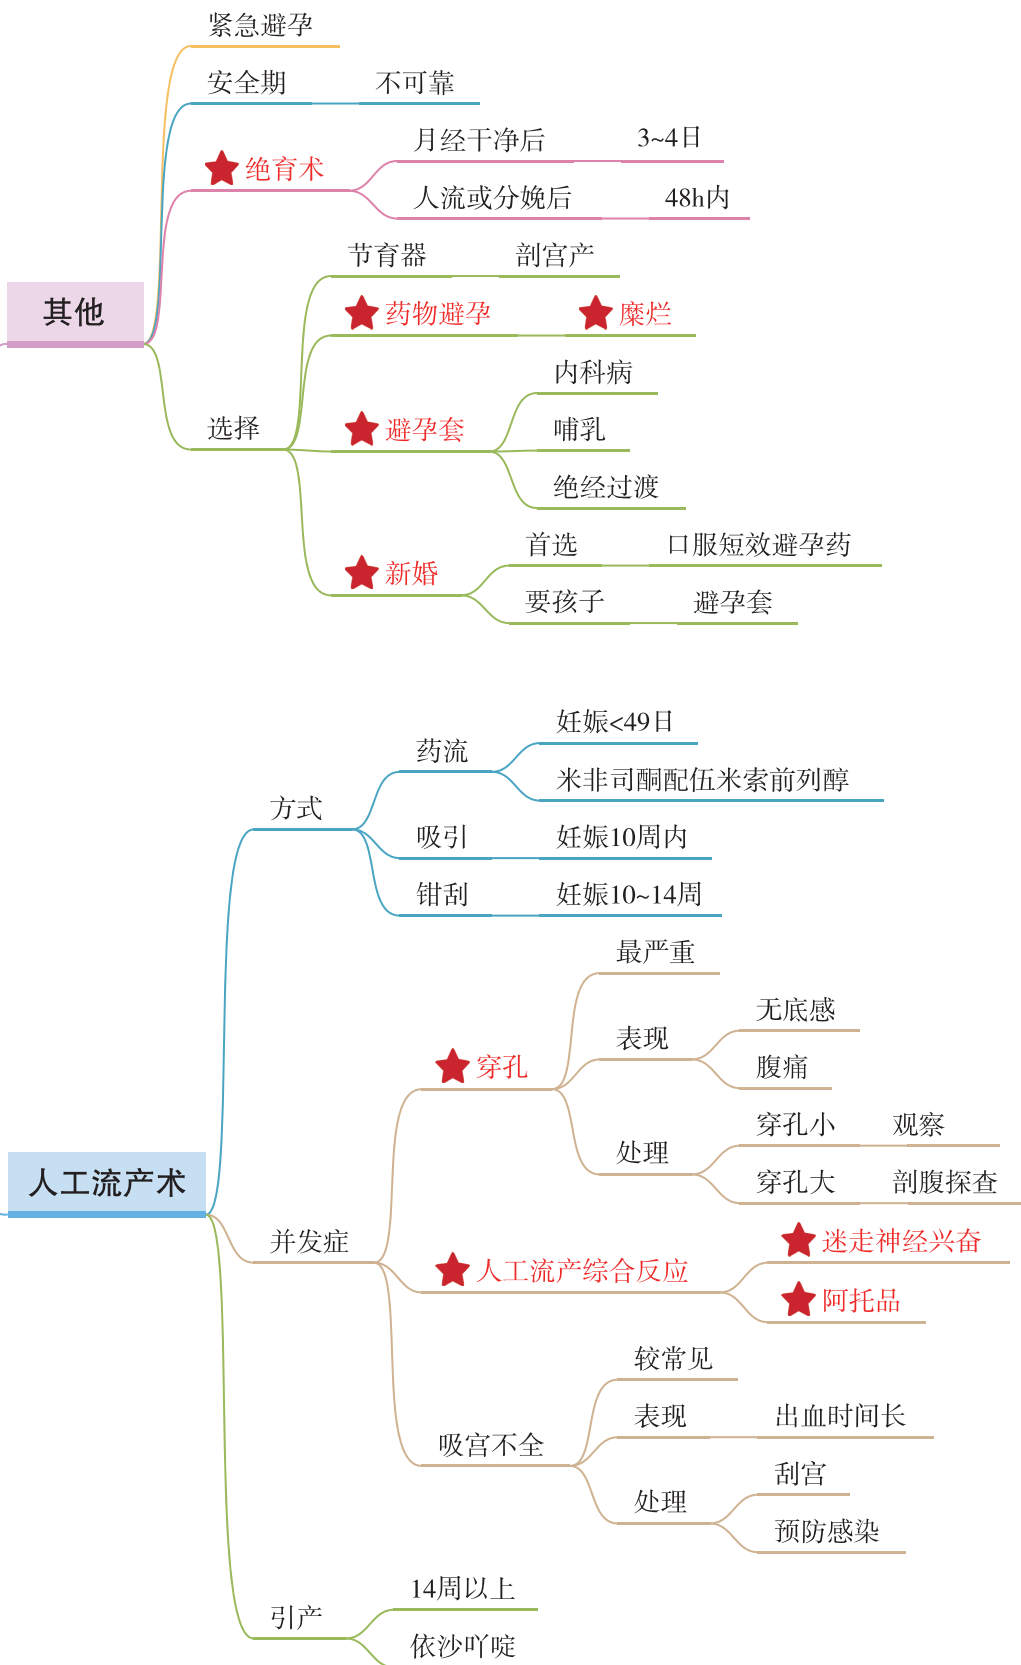 紧急避孕
安全期 不可靠
绝育术
月经干净后 3~4日
人流或分娩后 48h内
其他
选择
节育器 剖宫产
药物避孕 糜烂
避孕套
内科病
哺乳
绝经过渡
新婚
首选 口服短效避孕药
要孩子 避孕套
人工流产术
方式
药流
妊娠<49日
米非司酮配伍米索前列醇
吸引 妊娠10周内
钳刮 妊娠10~14周
并发症
穿孔
最严重
表现
无底感
腹痛
处理
穿孔小 观察
穿孔大 剖腹探查
人工流产综合反应
迷走神经兴奋
阿托品
吸宫不全
较常见
表现 出血时间长
处理
刮宫
预防感染
引产
14周以上
依沙吖啶